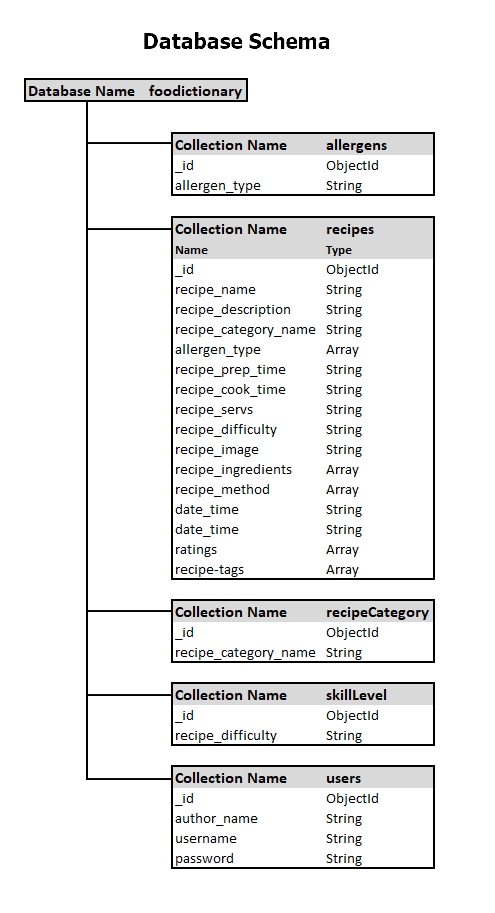 Database Schema
Database Name foodictionary
Collection Name allergens
_id ObjectId
allergen_type String
Collection Name recipes
Name Type
_id ObjectId
recipe_name String
recipe_description String
recipe_category_name String
allergen_type Array
recipe_prep_time String
recipe_cook_time String
recipe_servs String
recipe_difficulty String
recipe_image String
recipe_ingredients Array
recipe_method Array
date_time String
date_time String
ratings Array
recipe-tags Array
Collection Name recipeCategory
_id ObjectId
recipe_category_name String
Collection Name skillLevel
_id ObjectId
recipe_difficulty String
Collection Name users
_id ObjectId
author_name String
username String
password String